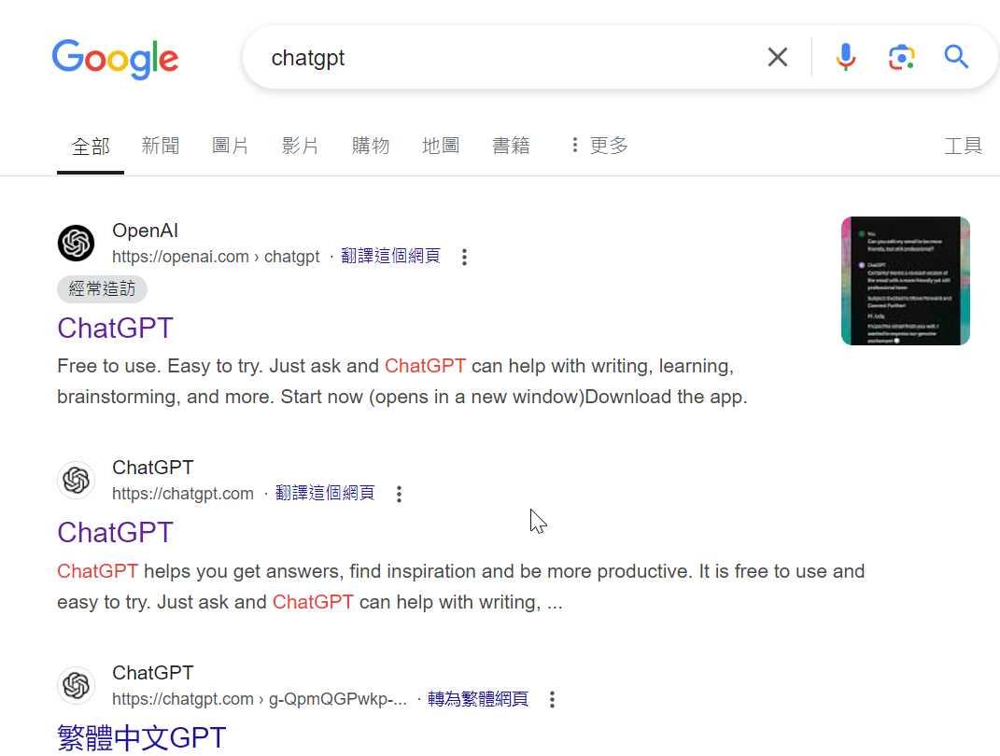 Google
chatgpt
全部 新聞 圖片 影片 購物 地圖 書籍 更多 工具
OpenAI
https://openai.com › chatgpt · 翻譯這個網頁
經常造訪
ChatGPT
Free to use. Easy to try. Just ask and ChatGPT can help with writing, learning,
brainstorming, and more. Start now (opens in a new window)Download the app.
You
Can you edit my email to be more
friendly, but still professional?
ChatGPT
Certainly! Here's a revised version of
the email with a more friendly yet still
professional tone:
Subject: Excited to Move Forward and
Connect Further!
Hi Judy,
I hope this email finds you well. I
wanted to express our genuine
excitement
ChatGPT
https://chatgpt.com · 翻譯這個網頁
ChatGPT
ChatGPT helps you get answers, find inspiration and be more productive. It is free to use and
easy to try. Just ask and ChatGPT can help with writing, ...
ChatGPT
https://chatgpt.com › g-QpmQGPwkp-... · 轉為繁體網頁
繁體中文GPT